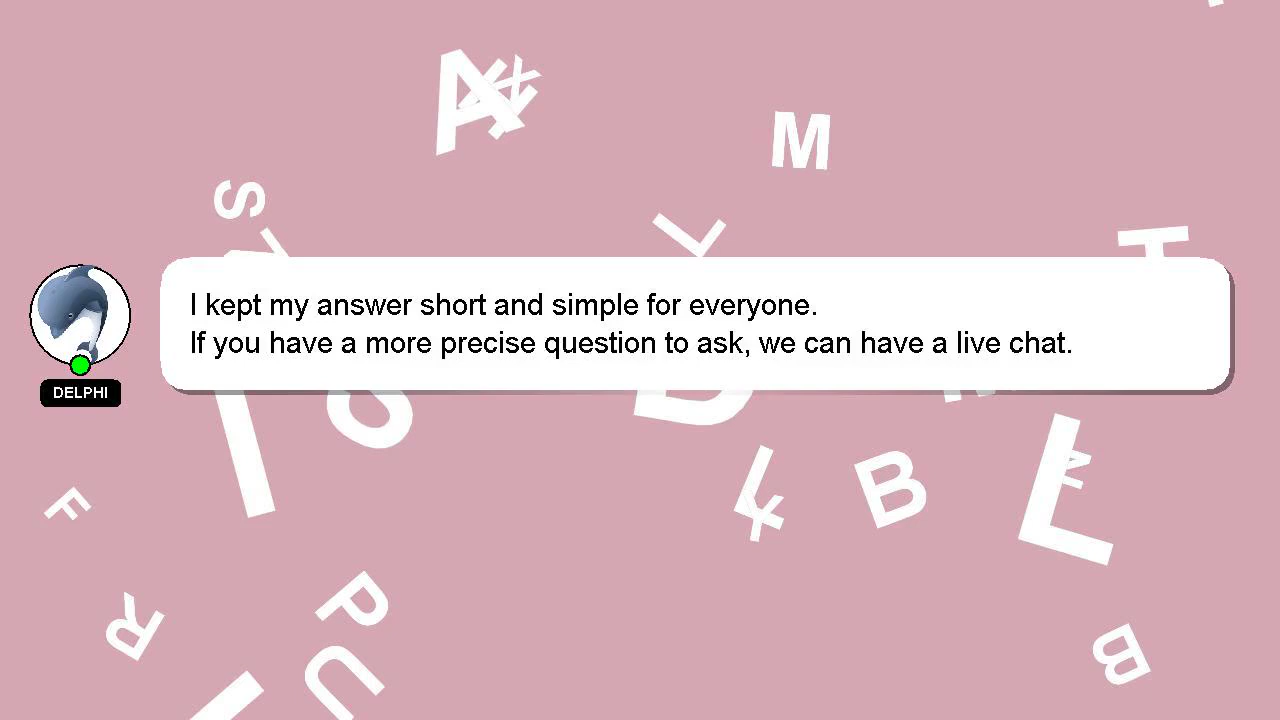 A
M
S
L
H
I kept my answer short and simple for everyone.
If you have a more precise question to ask, we can have a live chat.
DELPHI
L
B
L
F
Y
P
R
U
B